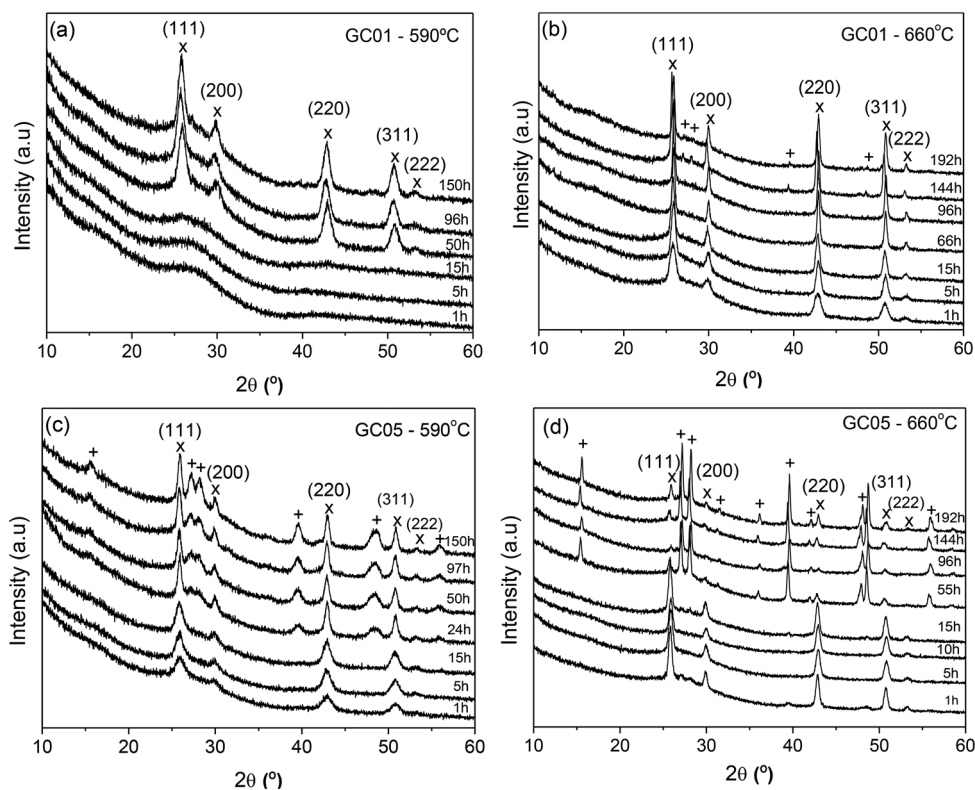 (a)
GC01 - 590ºC
(111)
x
(200)
x
(220)
x
(311)
x
(222)
x
150h
96h
50h
15h
5h
1h
Intensity (a.u)
10 20 30 40 50 60
2θ (º)
(b)
GC01 - 660°C
(111)
x
(200)
x
(220)
x
(311)
x
(222)
x
+ +
+
+
192h
144h
96h
66h
15h
5h
1h
Intensity (a.u)
10 20 30 40 50 60
2θ (º)
(c)
GC05 - 590°C
+
(111)
x
+ +
(200)
x
+
(220)
x
+
(311)
x
(222)
x
+
150h
97h
50h
24h
15h
5h
1h
Intensity (a.u)
10 20 30 40 50 60
2θ (º)
(d)
GC05 - 660°C
+
(111)
x
+ +
(200)
x
+
+
+
(220)
+ x
+
(311)
x
(222)
x
+
192h
144h
96h
55h
15h
10h
5h
1h
Intensity (a.u)
10 20 30 40 50 60
2θ (º)